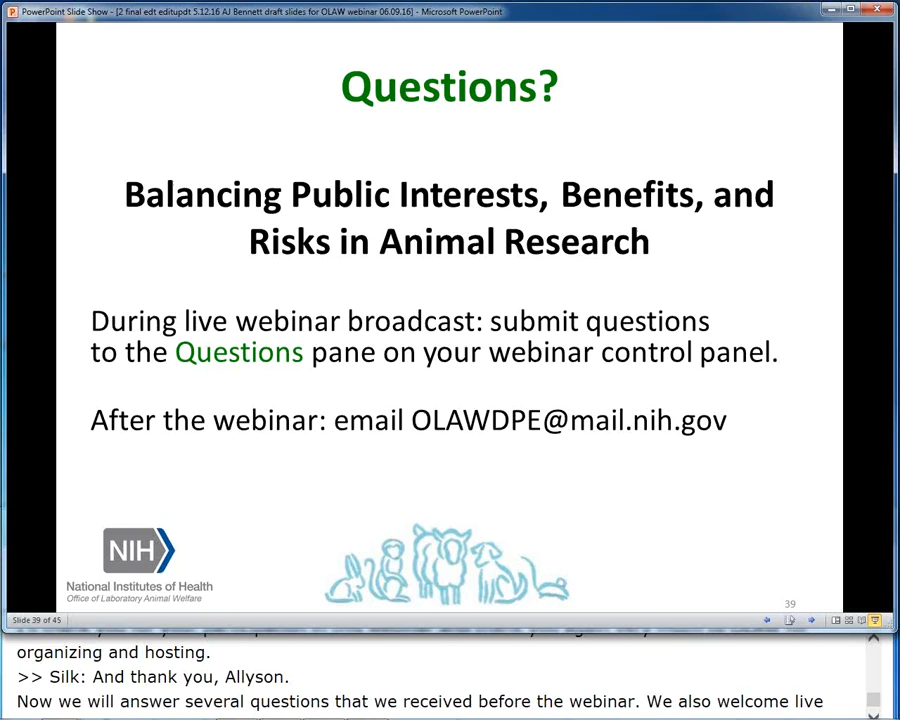 PowerPoint Slide Show - [2 final edt editupdt 5.12.16 AJ Bennett draft slides for OLAW webinar 06.09.16] - Microsoft PowerPoint
Questions?
Balancing Public Interests, Benefits, and
Risks in Animal Research
During live webinar broadcast: submit questions
to the Questions pane on your webinar control panel.
After the webinar: email OLAWDPE@mail.nih.gov
NIH
National Institutes of Health
Office of Laboratory Animal Welfare
39
Slide 39 of 45
organizing and hosting.
>> Silk: And thank you, Allyson.
Now we will answer several questions that we received before the webinar. We also welcome live